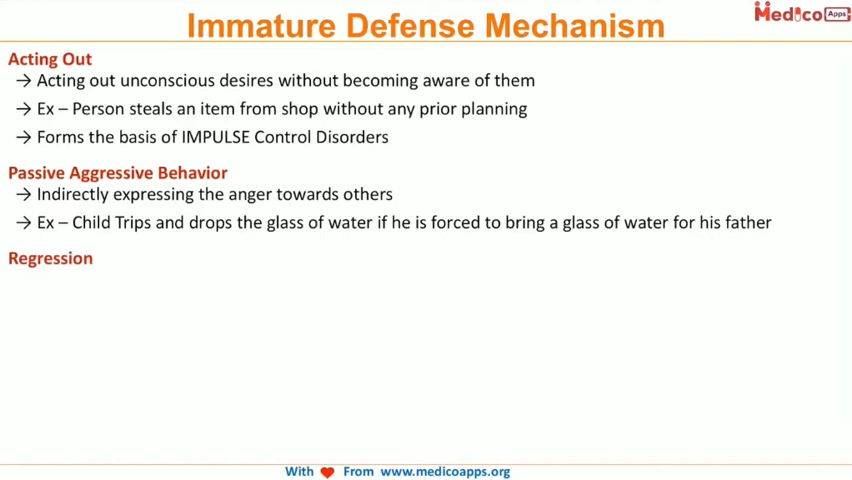 Immature Defense Mechanism
Medico Apps
Acting Out
→ Acting out unconscious desires without becoming aware of them
→ Ex – Person steals an item from shop without any prior planning
→ Forms the basis of IMPULSE Control Disorders
Passive Aggressive Behavior
→ Indirectly expressing the anger towards others
→ Ex – Child Trips and drops the glass of water if he is forced to bring a glass of water for his father
Regression
With ❤ From www.medicoapps.org